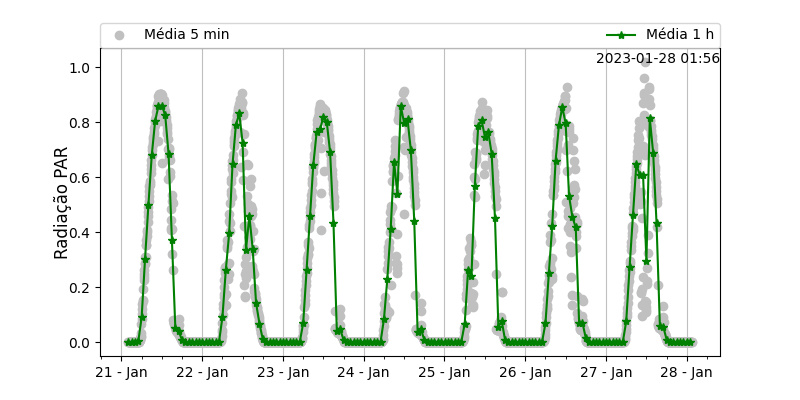 Média 5 min
Média 1 h
2023-01-28 01:56
Radiação PAR
1.0
0.8
0.6
0.4
0.2
0.0
21 - Jan
22 - Jan
23 - Jan
24 - Jan
25 - Jan
26 - Jan
27 - Jan
28 - Jan